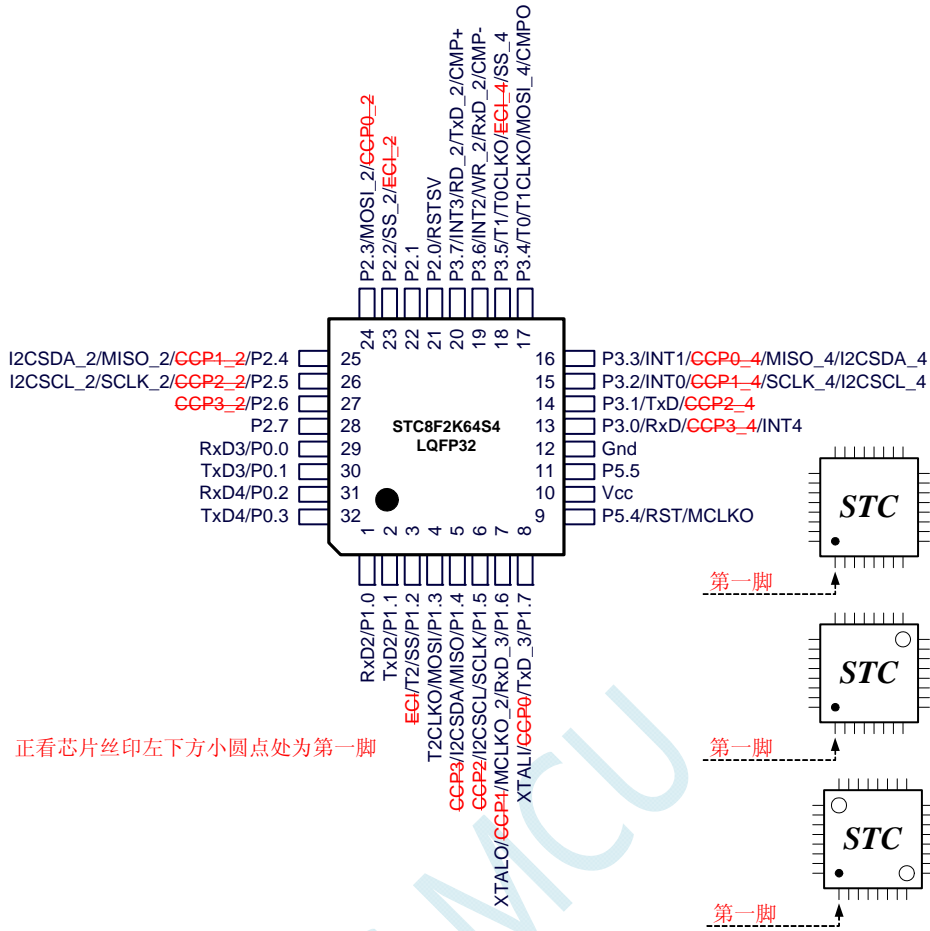 P2.3/MOSI_2/CCP0_2
P2.2/SS_2/ECI_2
P2.1
P2.0/RSTSV
P3.7/INT3/RD_2/TxD_2/CMP+
P3.6/INT2/WR_2/RxD_2/CMP-
P3.5/T1/T0CLKO/ECI_4/SS_4
P3.4/T0/T1CLKO/MOSI_4/CMPO
24
23
22
21
20
19
18
17
I2CSDA_2/MISO_2/CCP1_2/P2.4
25
I2CSCL_2/SCLK_2/CCP2_2/P2.5
26
CCP3_2/P2.6
27
P2.7
28
RxD3/P0.0
29
TxD3/P0.1
30
RxD4/P0.2
31
TxD4/P0.3
32
STC8F2K64S4
LQFP32
16
P3.3/INT1/CCP0_4/MISO_4/I2CSDA_4
15
P3.2/INT0/CCP1_4/SCLK_4/I2CSCL_4
14
P3.1/TxD/CCP2_4
13
P3.0/RxD/CCP3_4/INT4
12
Gnd
11
P5.5
10
Vcc
9
P5.4/RST/MCLKO
1
2
3
4
5
6
7
8
RxD2/P1.0
TxD2/P1.1
ECI/T2/SS/P1.2
T2CLKO/MOSI/P1.3
CCP3/I2CSDA/MISO/P1.4
CCP2/I2CSCL/SCLK/P1.5
XTALO/CCP1/MCLKO_2/RxD_3/P1.6
XTALI/CCP0/TxD_3/P1.7
正看芯片丝印左下方小圆点处为第一脚
STC
第一脚
STC
第一脚
STC
第一脚
MCU